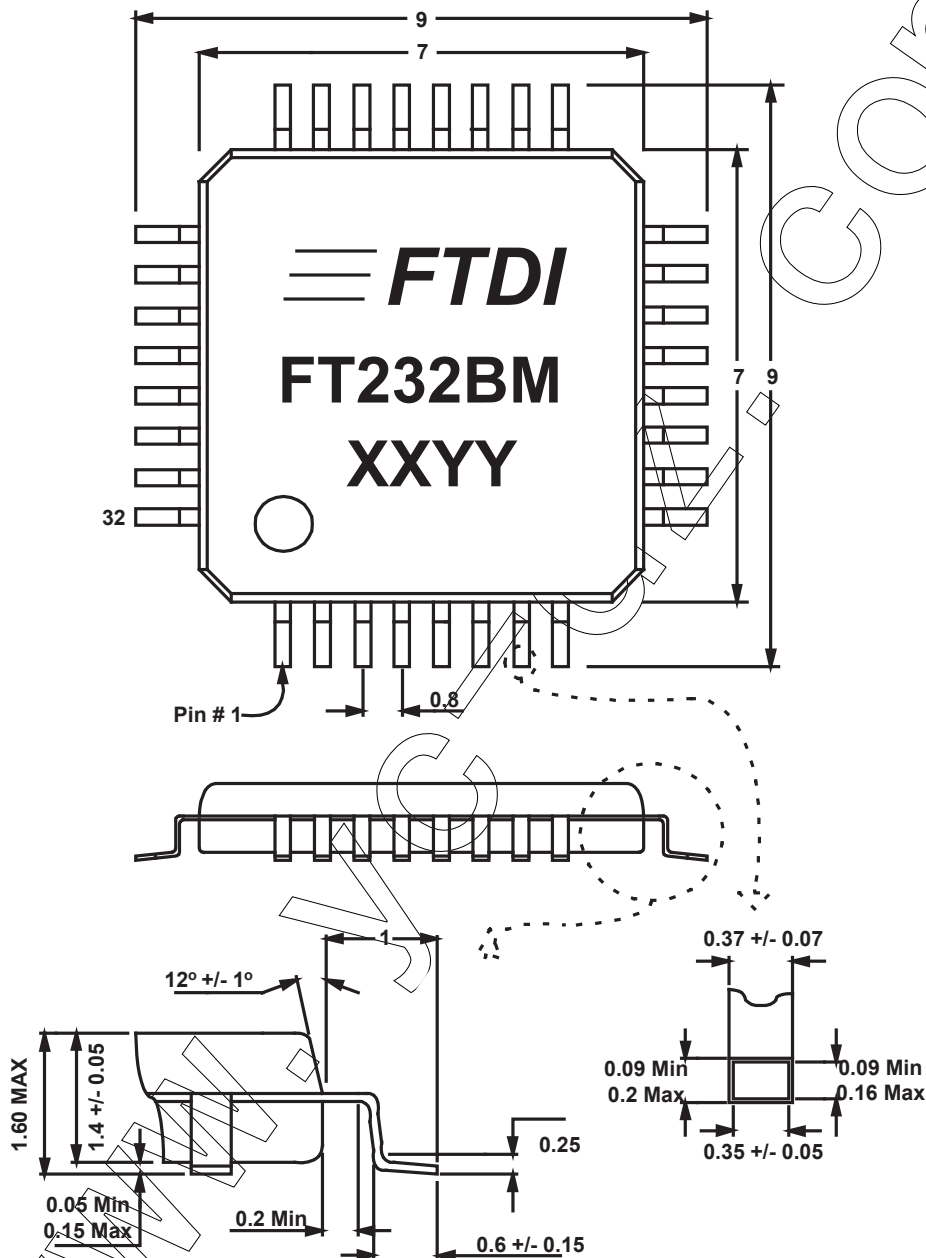 9
7
FTDI
FT232BM
XXYY
7 9
32
Pin # 1
0.8
1
0.37 +/- 0.07
12º +/- 1º
1.60 MAX
1.4 +/- 0.05
0.09 Min
0.2 Max
0.09 Min
0.16 Max
0.25
0.35 +/- 0.05
0.05 Min
0.15 Max
0.2 Min
0.6 +/- 0.15